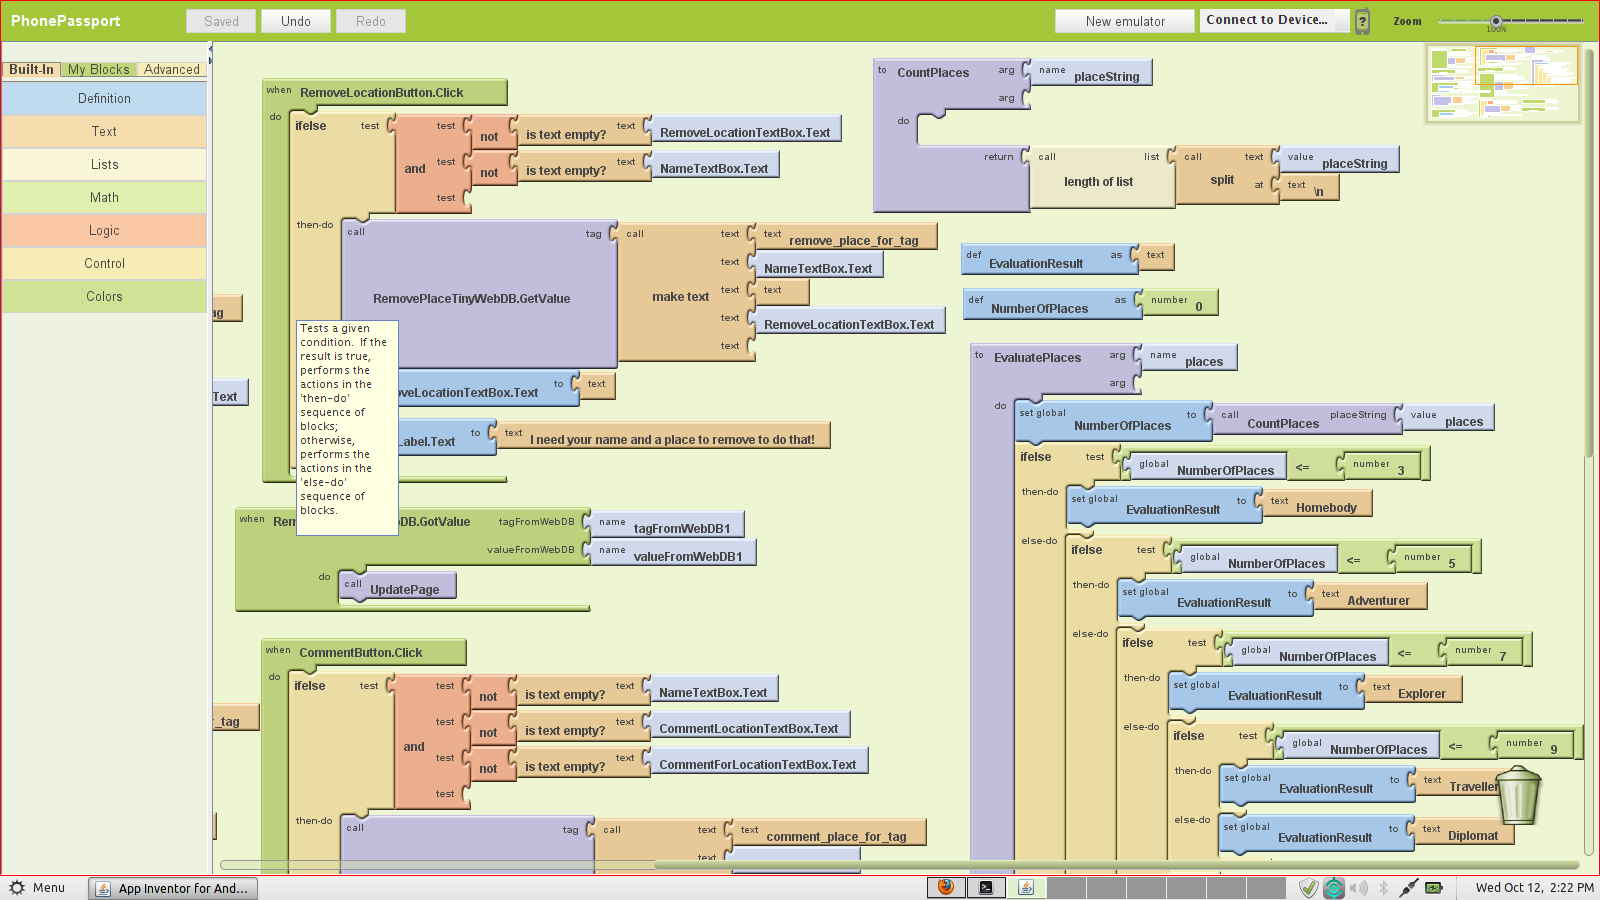 PhonePassport
Saved
Undo
Redo
New emulator
Connect to Device...
?
Zoom
100%
Built-In
My Blocks
Advanced
Definition
Text
Lists
Math
Logic
Control
Colors
when RemoveLocationButton.Click
do
ifelse test
and
test not is text empty? text RemoveLocationTextBox.Text
test not is text empty? text NameTextBox.Text
test
then-do
call RemovePlaceTinyWebDB.GetValue tag
call make text
text text remove_place_for_tag
text NameTextBox.Text
text text
text RemoveLocationTextBox.Text
text
Tests a given
condition. If the
result is true,
performs the
actions in the
'then-do'
sequence of
blocks;
otherwise,
performs the
actions in the
'else-do'
sequence of
blocks.
veLocationTextBox.Text to text
Label.Text to text I need your name and a place to remove to do that!
ag
Text
_tag
when Rem
DB.GotValue tagFromWebDB name tagFromWebDB1
valueFromWebDB name valueFromWebDB1
do call UpdatePage
when CommentButton.Click
do
ifelse test
and
test not is text empty? text NameTextBox.Text
test not is text empty? text CommentLocationTextBox.Text
test not is text empty? text CommentForLocationTextBox.Text
test
then-do
call tag call text text comment_place_for_tag
text
to CountPlaces arg name placeString
arg
do
return call length of list list call split text value placeString
at text \n
def EvaluationResult as text
def NumberOfPlaces as number 0
to EvaluatePlaces arg name places
arg
do set global NumberOfPlaces to call CountPlaces placeString value places
ifelse test global NumberOfPlaces <= number 3
then-do set global EvaluationResult to text Homebody
else-do ifelse test global NumberOfPlaces <= number 5
then-do set global EvaluationResult to text Adventurer
else-do ifelse test global NumberOfPlaces <= number 7
then-do set global EvaluationResult to text Explorer
else-do ifelse test global NumberOfPlaces <= number 9
then-do set global EvaluationResult to text Traveller
else-do set global EvaluationResult to text Diplomat
Menu
App Inventor for And...
Wed Oct 12, 2:22 PM